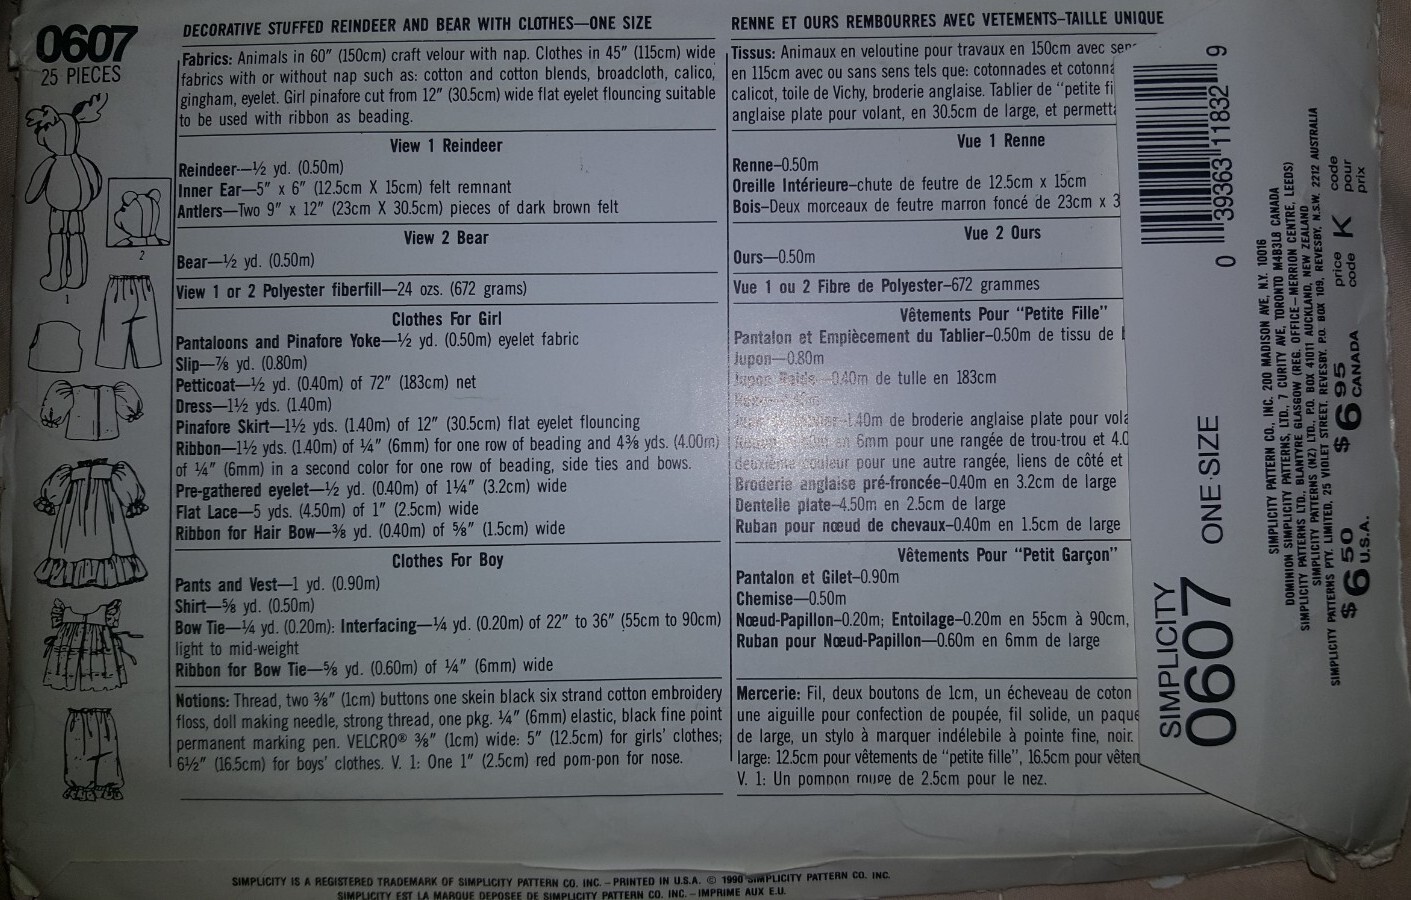 0607
25 PIECES
1
2
DECORATIVE STUFFED REINDEER AND BEAR WITH CLOTHES—ONE SIZE
Fabrics: Animals in 60" (150cm) craft velour with nap. Clothes in 45" (115cm) wide
fabrics with or without nap such as: cotton and cotton blends, broadcloth, calico,
gingham, eyelet. Girl pinafore cut from 12" (30.5cm) wide flat eyelet flouncing suitable
to be used with ribbon as beading.
View 1 Reindeer
Reindeer—½ yd. (0.50m)
Inner Ear—5" x 6" (12.5cm X 15cm) felt remnant
Antlers—Two 9" x 12" (23cm X 30.5cm) pieces of dark brown felt
View 2 Bear
Bear—½ yd. (0.50m)
View 1 or 2 Polyester fiberfill—24 ozs. (672 grams)
Clothes For Girl
Pantaloons and Pinafore Yoke—½ yd. (0.50m) eyelet fabric
Slip—⅞ yd. (0.80m)
Petticoat—½ yd. (0.40m) of 72" (183cm) net
Dress—1½ yds. (1.40m)
Pinafore Skirt—1½ yds. (1.40m) of 12" (30.5cm) flat eyelet flouncing
Ribbon—1½ yds. (1.40m) of ¼" (6mm) for one row of beading and 4⅜ yds. (4.00m)
of ¼" (6mm) in a second color for one row of beading, side ties and bows.
Pre-gathered eyelet—½ yd. (0.40m) of 1¼" (3.2cm) wide
Flat Lace—5 yds. (4.50m) of 1" (2.5cm) wide
Ribbon for Hair Bow—⅜ yd. (0.40m) of ⅝" (1.5cm) wide
Clothes For Boy
Pants and Vest—1 yd. (0.90m)
Shirt—⅝ yd. (0.50m)
Bow Tie—¼ yd. (0.20m): Interfacing—¼ yd. (0.20m) of 22" to 36" (55cm to 90cm)
light to mid-weight
Ribbon for Bow Tie—⅝ yd. (0.60m) of ¼" (6mm) wide
Notions: Thread, two ⅜" (1cm) buttons one skein black six strand cotton embroidery
floss, doll making needle, strong thread, one pkg. ¼" (6mm) elastic, black fine point
permanent marking pen. VELCRO® ⅜" (1cm) wide: 5" (12.5cm) for girls' clothes;
6½" (16.5cm) for boys' clothes. V. 1: One 1" (2.5cm) red pom-pon for nose.
RENNE ET OURS REMBOURRES AVEC VETEMENTS–TAILLE UNIQUE
Tissus: Animaux en veloutine pour travaux en 150cm avec
en 115cm avec ou sans sens tels que: cotonnades et
calicot, toile de Vichy, broderie anglaise. Tablier de "petite
anglaise plate pour volant, en 30.5cm de large, et
Vue 1 Renne
Renne–0.50m
Oreille Intérieure–chute de feutre de 12.5cm x 15cm
Bois–Deux morceaux de feutre marron foncé de 23cm x 3
Vue 2 Ours
Ours–0.50m
Vue 1 ou 2 Fibre de Polyester–672 grammes
Vêtements Pour "Petite Fille"
Pantalon et Empiècement du Tablier–0.50m de tissu de
Jupon—0.80m
0.40m de tulle en 183cm
1.40m de broderie anglaise plate pour
en 6mm pour une rangée de trou-trou et 4.0
deuxième couleur pour une autre rangée, liens de côté et
Broderie anglaise pré-froncée–0.40m en 3.2cm de large
Dentelle plate–4.50m en 2.5cm de large
Ruban pour nœud de chevaux–0.40m en 1.5cm de large
Vêtements Pour "Petit Garçon"
Pantalon et Gilet–0.90m
Chemise—0.50m
Nœud-Papillon–0.20m; Entoilage–0.20m en 55cm à 90cm,
Ruban pour Nœud-Papillon—0.60m en 6mm de large
Mercerie: Fil, deux boutons de 1cm, un écheveau de coton
une aiguille pour confection de poupée, fil solide, un
de large, un stylo à marquer indélebile à pointe fine, noir.
large: 12.5cm pour vêtements de "petite fille", 16.5cm pour
V. 1: Un pompon rouge de 2.5cm pour le nez.
0 39363 11832 9
SIMPLICITY
0607 ONE·SIZE
SIMPLICITY PATTERN CO., INC. 200 MADISON AVE, N.Y. 10016
DOMINION SIMPLICITY PATTERNS, LTD., 7 CURITY AVE, TORONTO M4B3L8 CANADA
SIMPLICITY PATTERNS LTD., BLANTYRE GLASGOW (REG. OFFICE—MERRION CENTRE, LEEDS)
SIMPLICITY PATTERNS (NZ) LTD., P.O. BOX 41011 AUCKLAND, NEW ZEALAND
SIMPLICITY PATTERNS PTY. LIMITED, 25 VIOLET STREET, REVESBY. P.O. BOX 109, REVESBY, N.S.W. 2212 AUSTRALIA
price code K code pour prix
$6.50 U.S.A. $6.95 CANADA
SIMPLICITY IS A REGISTERED TRADEMARK OF SIMPLICITY PATTERN CO. INC. – PRINTED IN U.S.A. © 1990 SIMPLICITY PATTERN CO. INC.
SIMPLICITY EST LA MARQUE DEPOSEE DE SIMPLICITY PATTERN CO. INC. – IMPRIME AUX E.U.